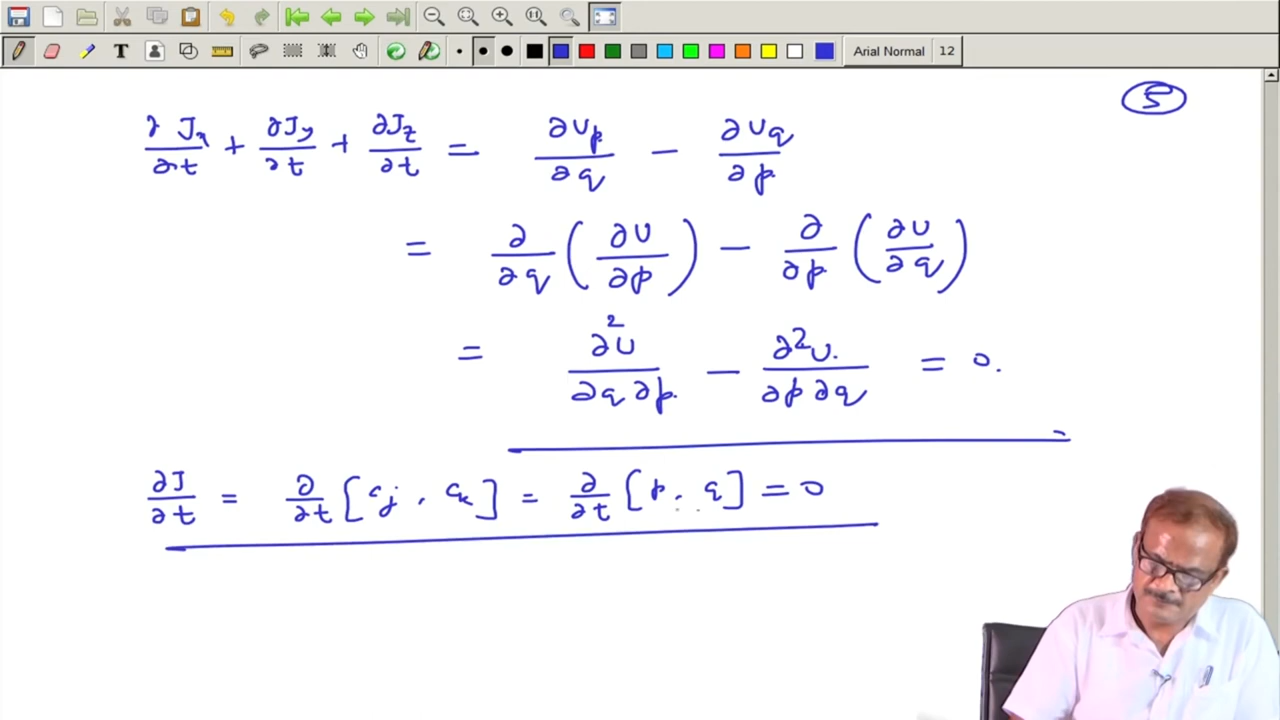 Arial Normal 12
5
∂Jx/∂t + ∂Jy/∂t + ∂Jz/∂t = ∂Up/∂q − ∂Uq/∂p
= ∂/∂q (∂U/∂p) − ∂/∂p (∂U/∂q)
= ∂²U/∂q∂p − ∂²U/∂p∂q = 0.
∂J/∂t = ∂/∂t [cj, ck] = ∂/∂t [p, q] = 0